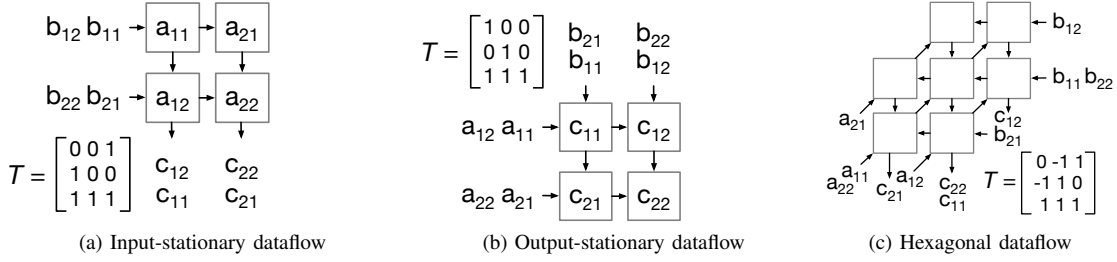 b₁₂ b₁₁ a₁₁ a₂₁
b₂₂ b₂₁ a₁₂ a₂₂
T =
0 0 1
1 0 0
1 1 1
c₁₂ c₂₂
c₁₁ c₂₁
(a) Input-stationary dataflow
T =
1 0 0
0 1 0
1 1 1
b₂₁ b₂₂
b₁₁ b₁₂
a₁₂ a₁₁ c₁₁ c₁₂
a₂₂ a₂₁ c₂₁ c₂₂
(b) Output-stationary dataflow
b₁₂
b₁₁ b₂₂
a₂₁ c₁₂
b₂₁
a₁₁ a₁₂
a₂₂ c₂₁ c₂₂
c₁₁
T =
0 -1 1
-1 1 0
1 1 1
(c) Hexagonal dataflow